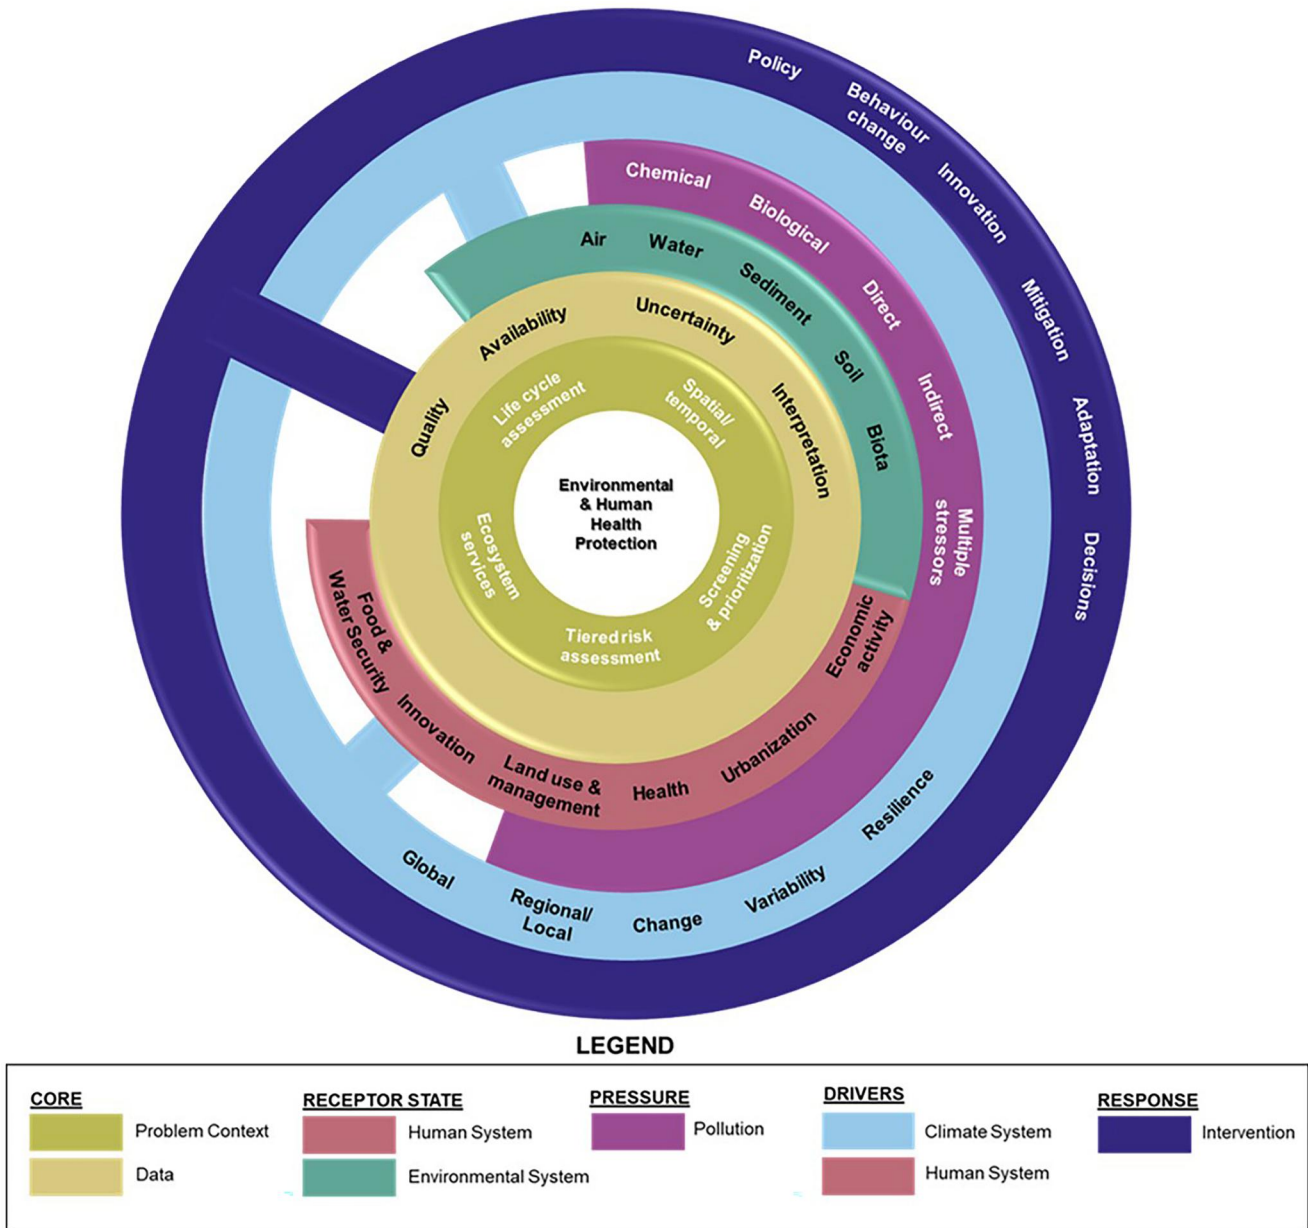 Policy
Behaviour
change
Innovation
Mitigation
Adaptation
Decisions
Chemical
Biological
Direct
Indirect
Multiple
stressors
Air
Water
Sediment
Soil
Biota
Quality
Availability
Uncertainty
Interpretation
Life cycle
assessment
Spatial/
temporal
Screening
& prioritization
Tiered risk
assessment
Ecosystem
services
Environmental
& Human
Health
Protection
Food &
Water Security
Innovation
Land use &
management
Health
Urbanization
Economic
activity
Global
Regional/
Local
Change
Variability
Resilience
LEGEND
CORE
Problem Context
Data
RECEPTOR STATE
Human System
Environmental System
PRESSURE
Pollution
DRIVERS
Climate System
Human System
RESPONSE
Intervention